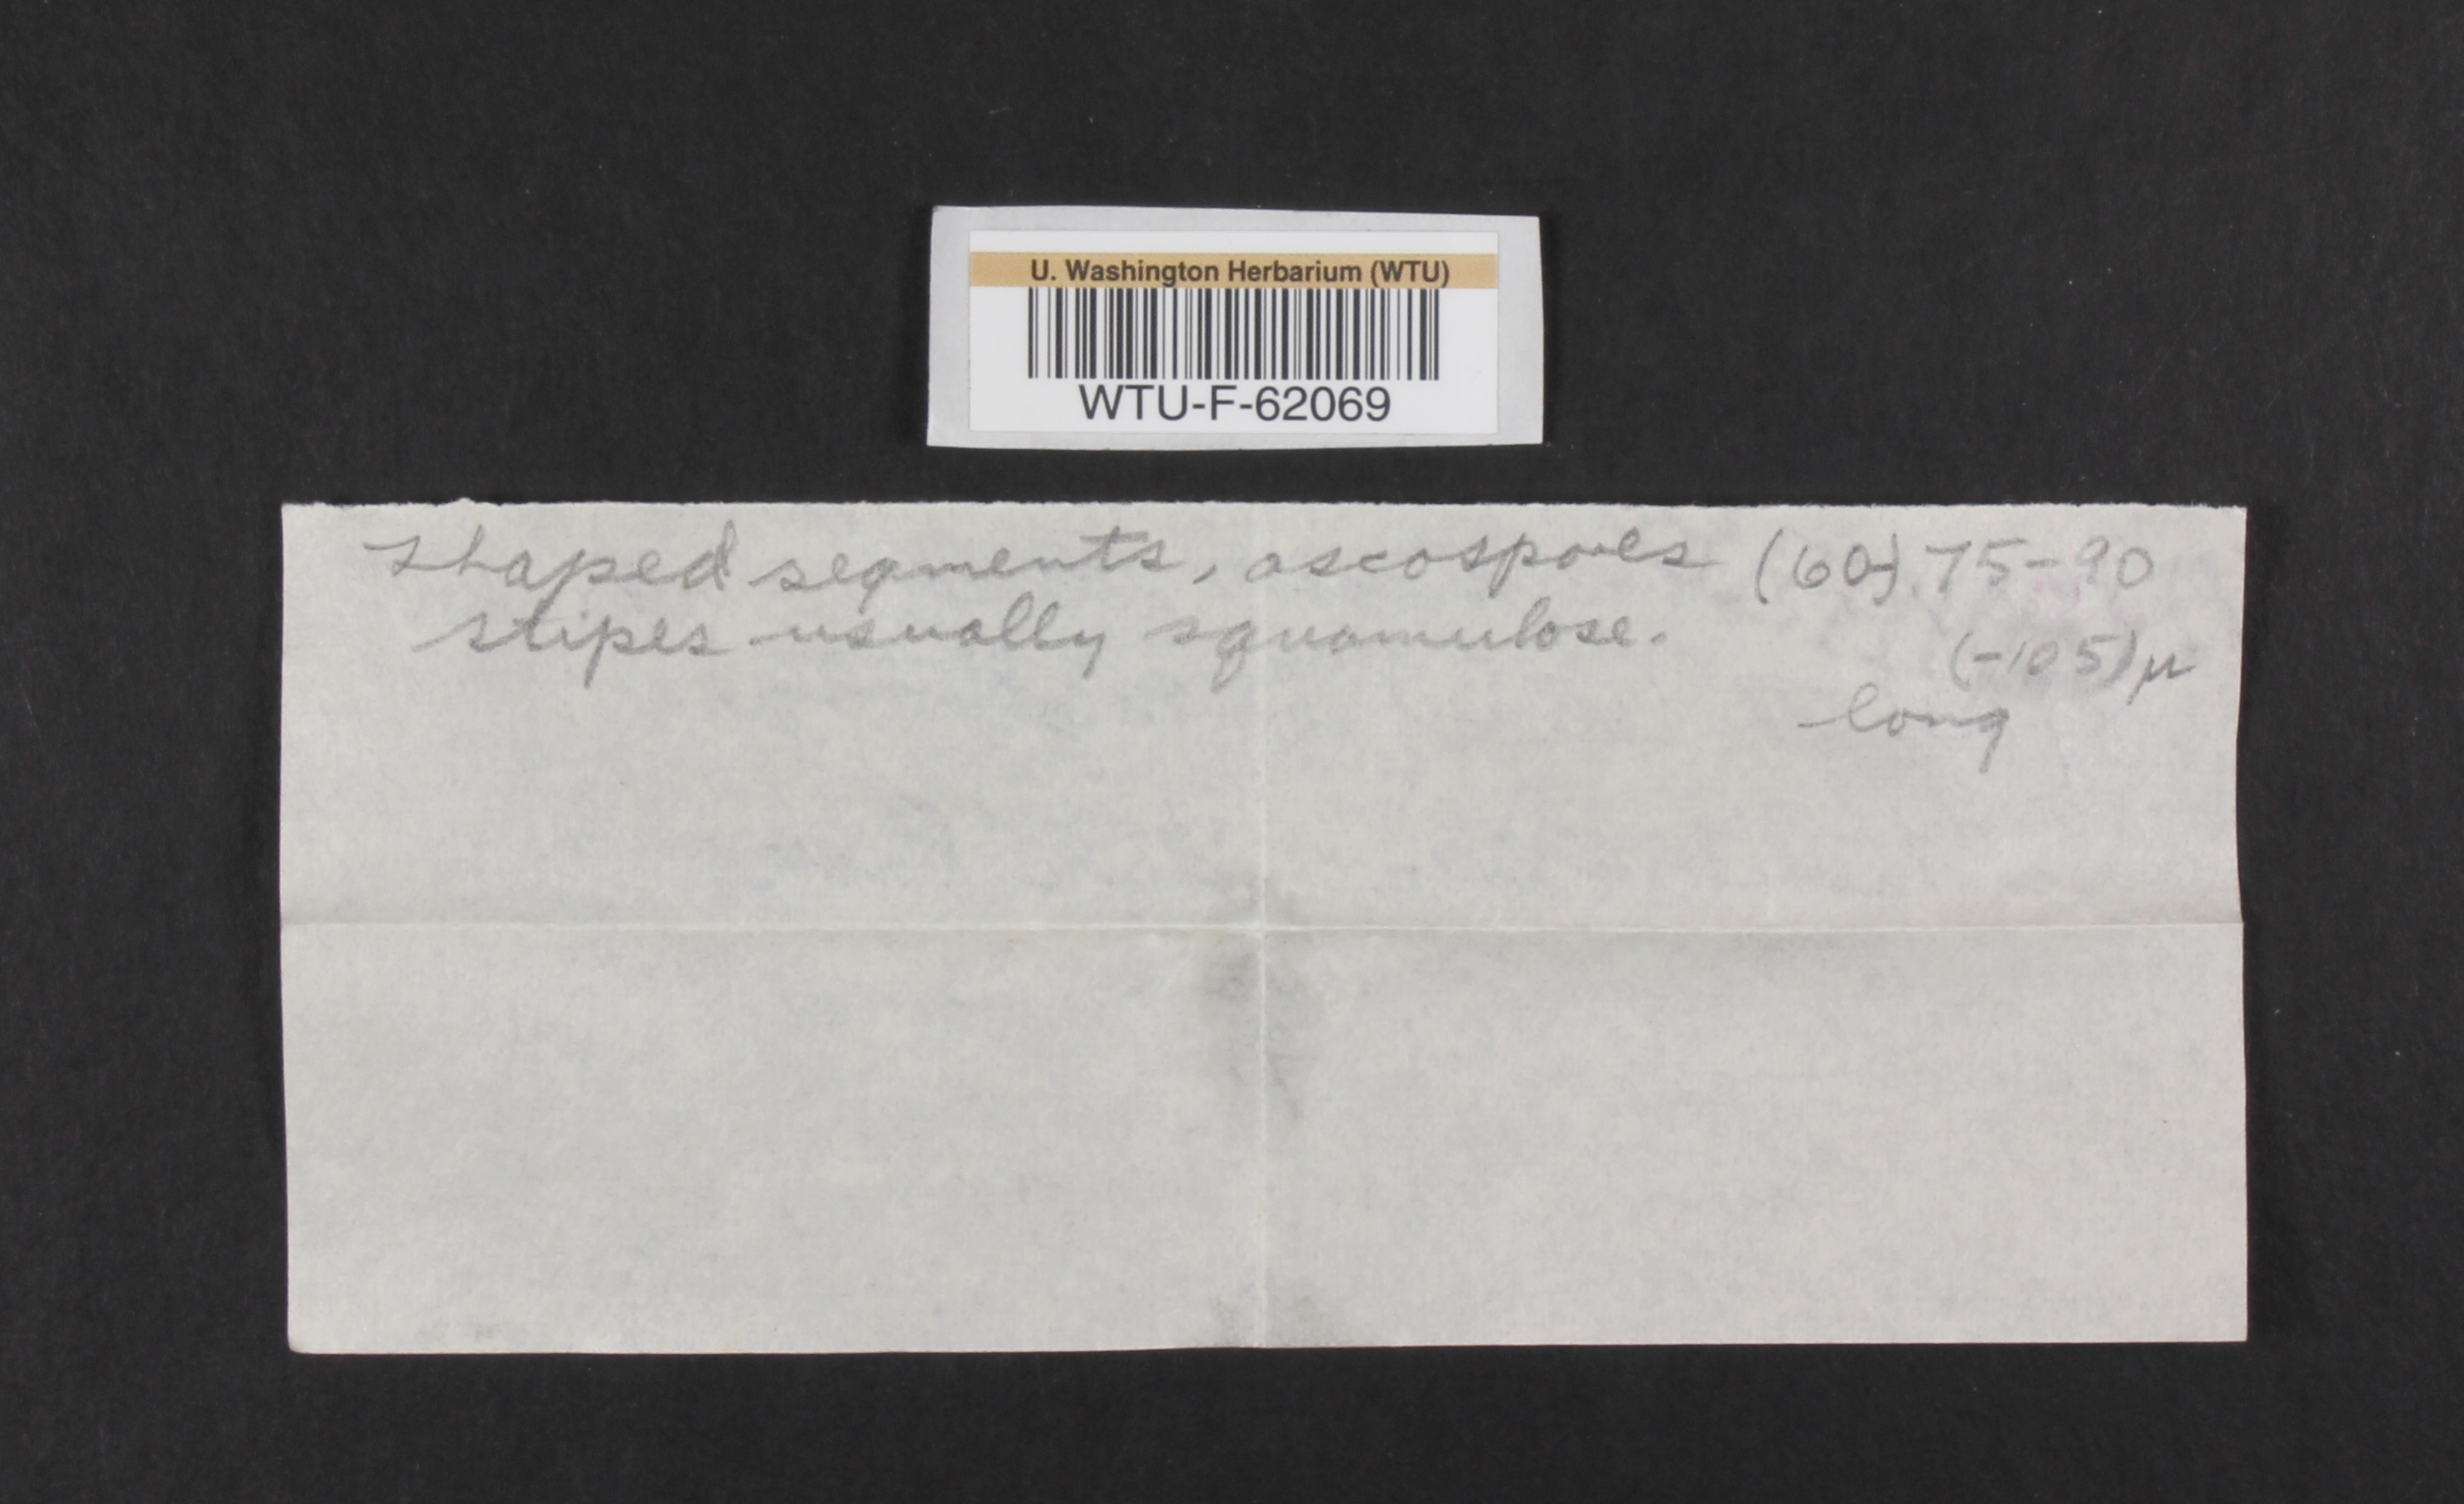 U. Washington Herbarium (WTU)
WTU-F-62069
shaped segments, ascospores (60-) 75-90
stipes usually squamulose. (-105) µ
long